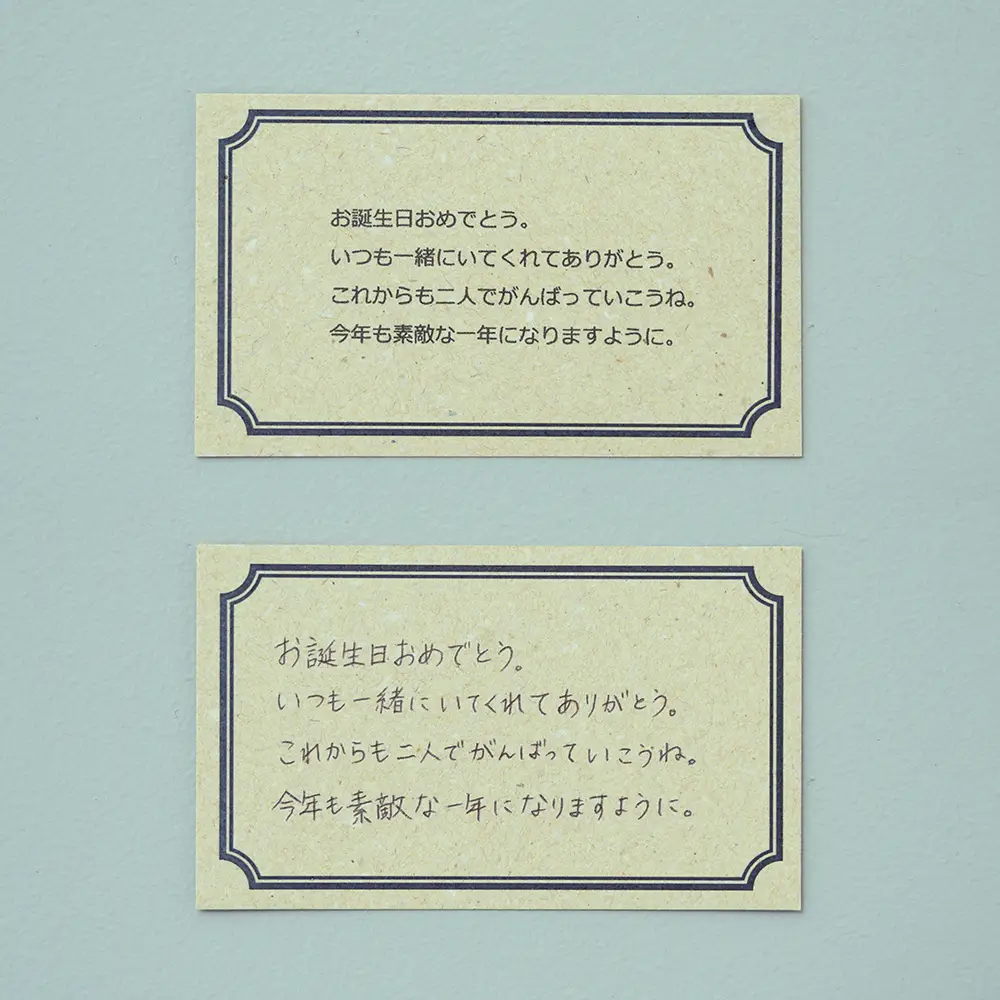 お誕生日おめでとう。
いつも一緒にいてくれてありがとう。
これからも二人でがんばっていこうね。
今年も素敵な一年になりますように。
お誕生日おめでとう。
いつも一緒にいてくれてありがとう。
これからも二人でがんばっていこうね。
今年も素敵な一年になりますように。